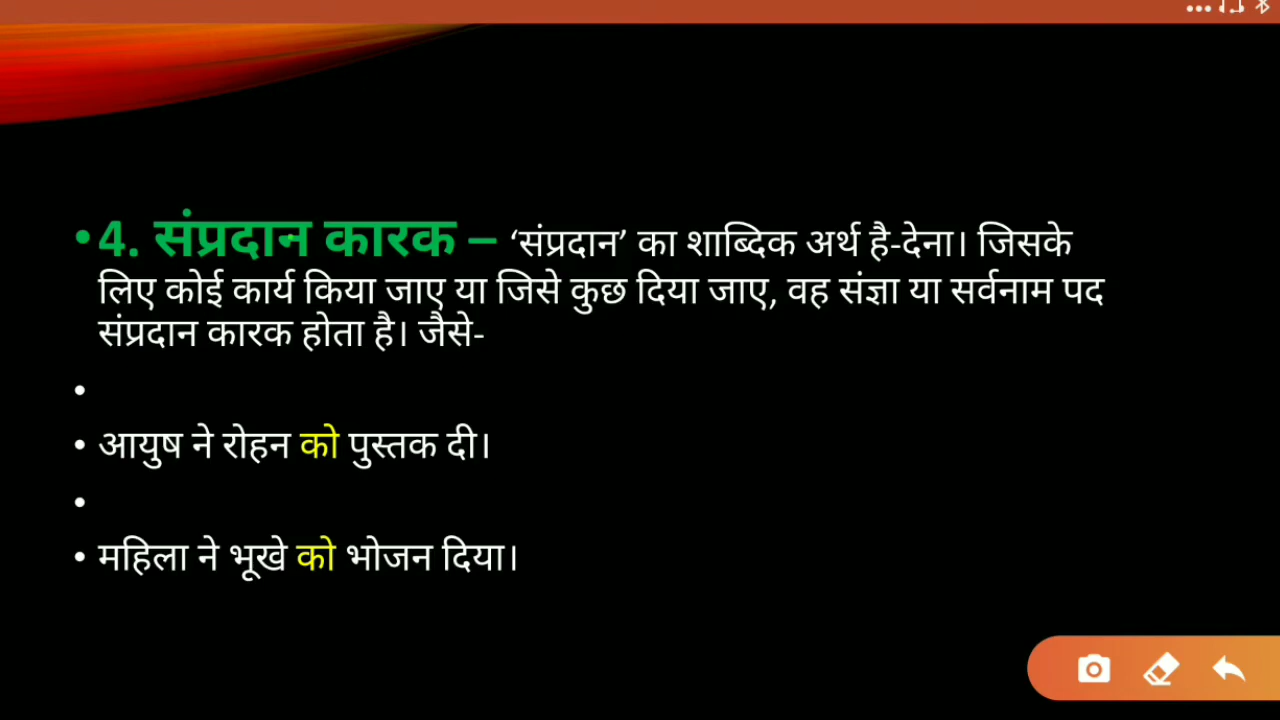 •4. संप्रदान कारक – ‘संप्रदान’ का शाब्दिक अर्थ है-देना। जिसके
लिए कोई कार्य किया जाए या जिसे कुछ दिया जाए, वह संज्ञा या सर्वनाम पद
संप्रदान कारक होता है। जैसे-
•
• आयुष ने रोहन को पुस्तक दी।
•
• महिला ने भूखे को भोजन दिया।